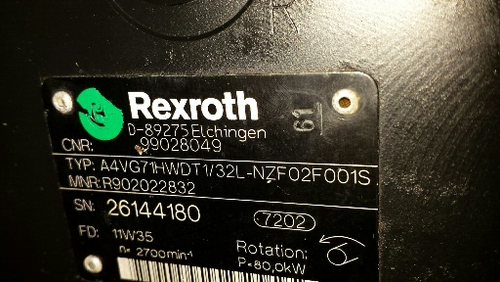 Rexroth
61
D-89275 Elchingen
CNR: 99028049
TYP: A4VG71HWDT1/32L-NZF02F001S
MNR: R902022832
SN: 26144180 7202
FD: 11W35
n= 2700min-1 Rotation:
P=80,0kW